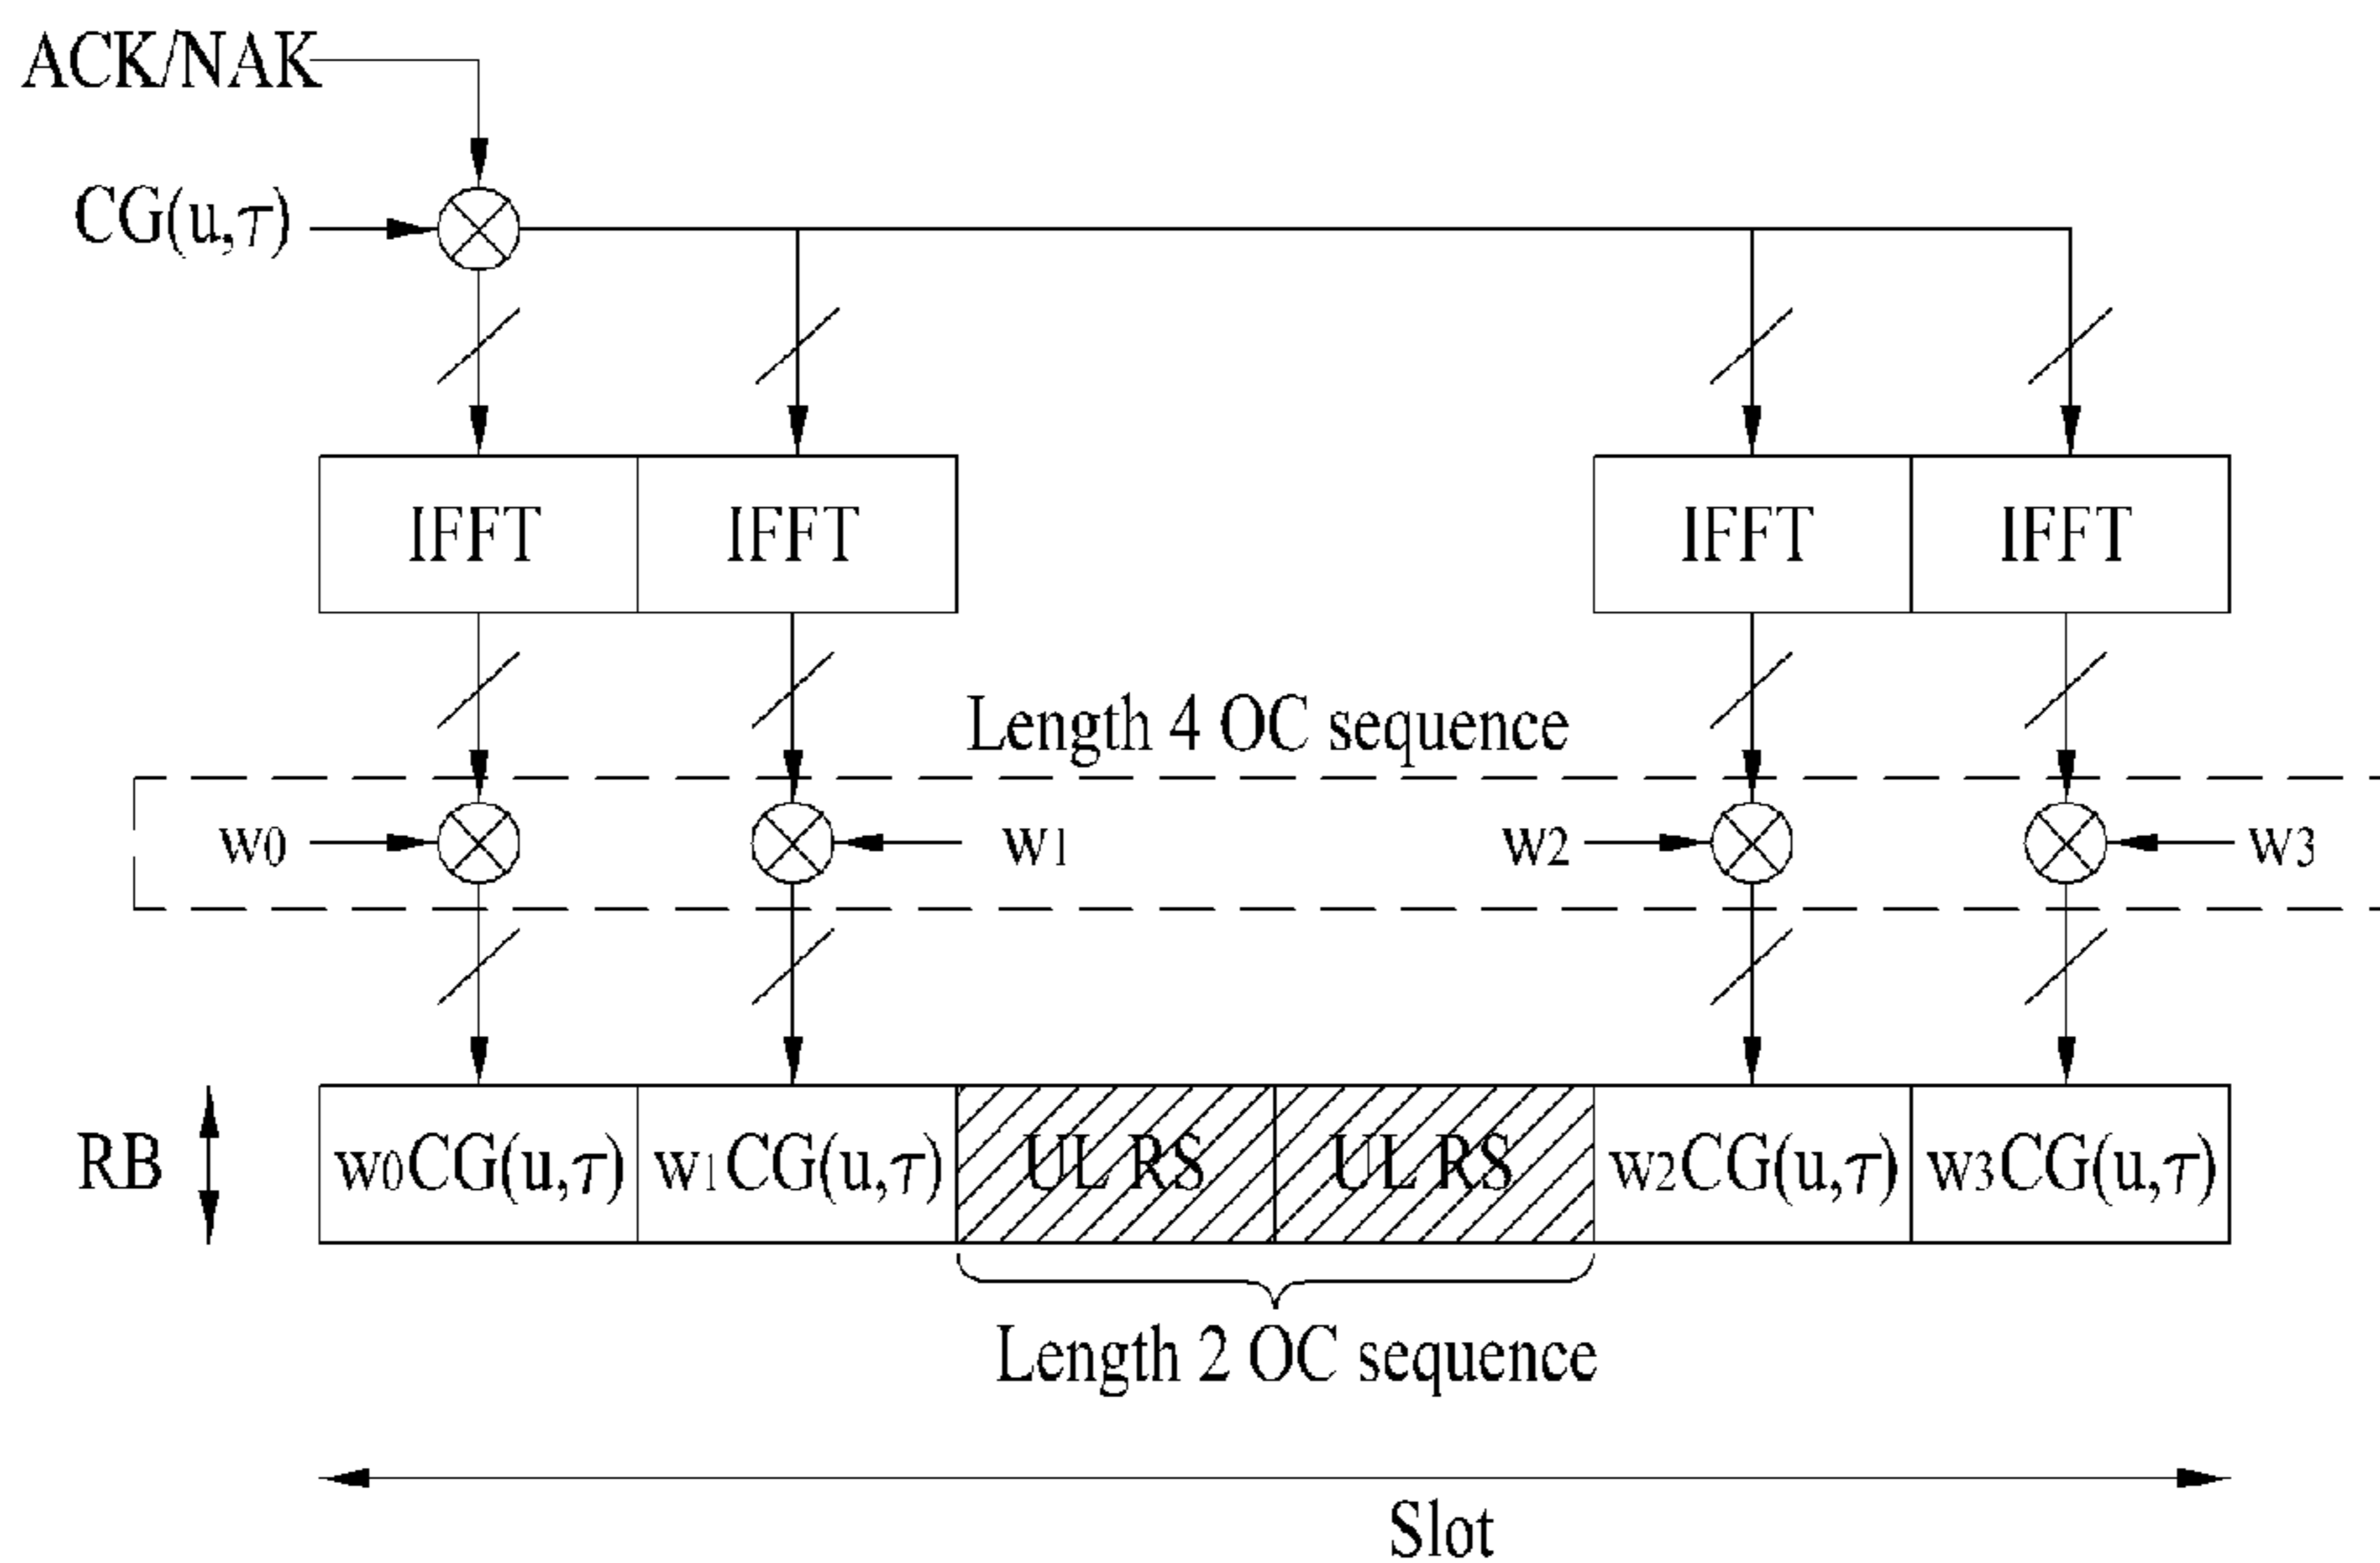 ACK/NAK
CG(u,τ)
IFFT IFFT IFFT IFFT
Length 4 OC sequence
w0 w1 w2 w3
RB w0CG(u,τ) w1CG(u,τ) UL RS UL RS w2CG(u,τ) w3CG(u,τ)
Length 2 OC sequence
Slot